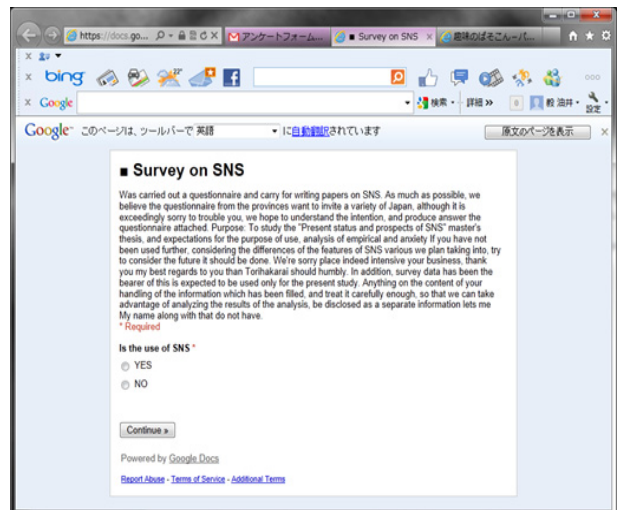 https://docs.go...
アンケートフォーム...
■ Survey on SNS
趣味のぱそこん～パ...
bing
Google
検索
詳細 »
設定
Google このページは、ツールバーで 英語 に自動翻訳されています 原文のページを表示
■ Survey on SNS
Was carried out a questionnaire and carry for writing papers on SNS. As much as possible, we
believe the questionnaire from the provinces want to invite a variety of Japan, although it is
exceedingly sorry to trouble you, we hope to understand the intention, and produce answer the
questionnaire attached. Purpose: To study the "Present status and prospects of SNS" master's
thesis, and expectations for the purpose of use, analysis of empirical and anxiety If you have not
been used further, considering the differences of the features of SNS various we plan taking into, try
to consider the future it should be done. We're sorry place indeed intensive your business, thank
you my best regards to you than Torihakarai should humbly. In addition, survey data has been the
bearer of this is expected to be used only for the present study. Anything on the content of your
handling of the information which has been filled, and treat it carefully enough, so that we can take
advantage of analyzing the results of the analysis, be disclosed as a separate information lets me
My name along with that do not have.
* Required
Is the use of SNS *
YES
NO
Continue »
Powered by Google Docs
Report Abuse - Terms of Service - Additional Terms